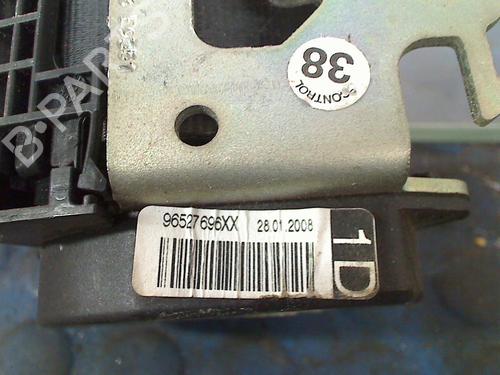 38
CONTROL
B-PARTS
96527696XX 28.01.2008
1D